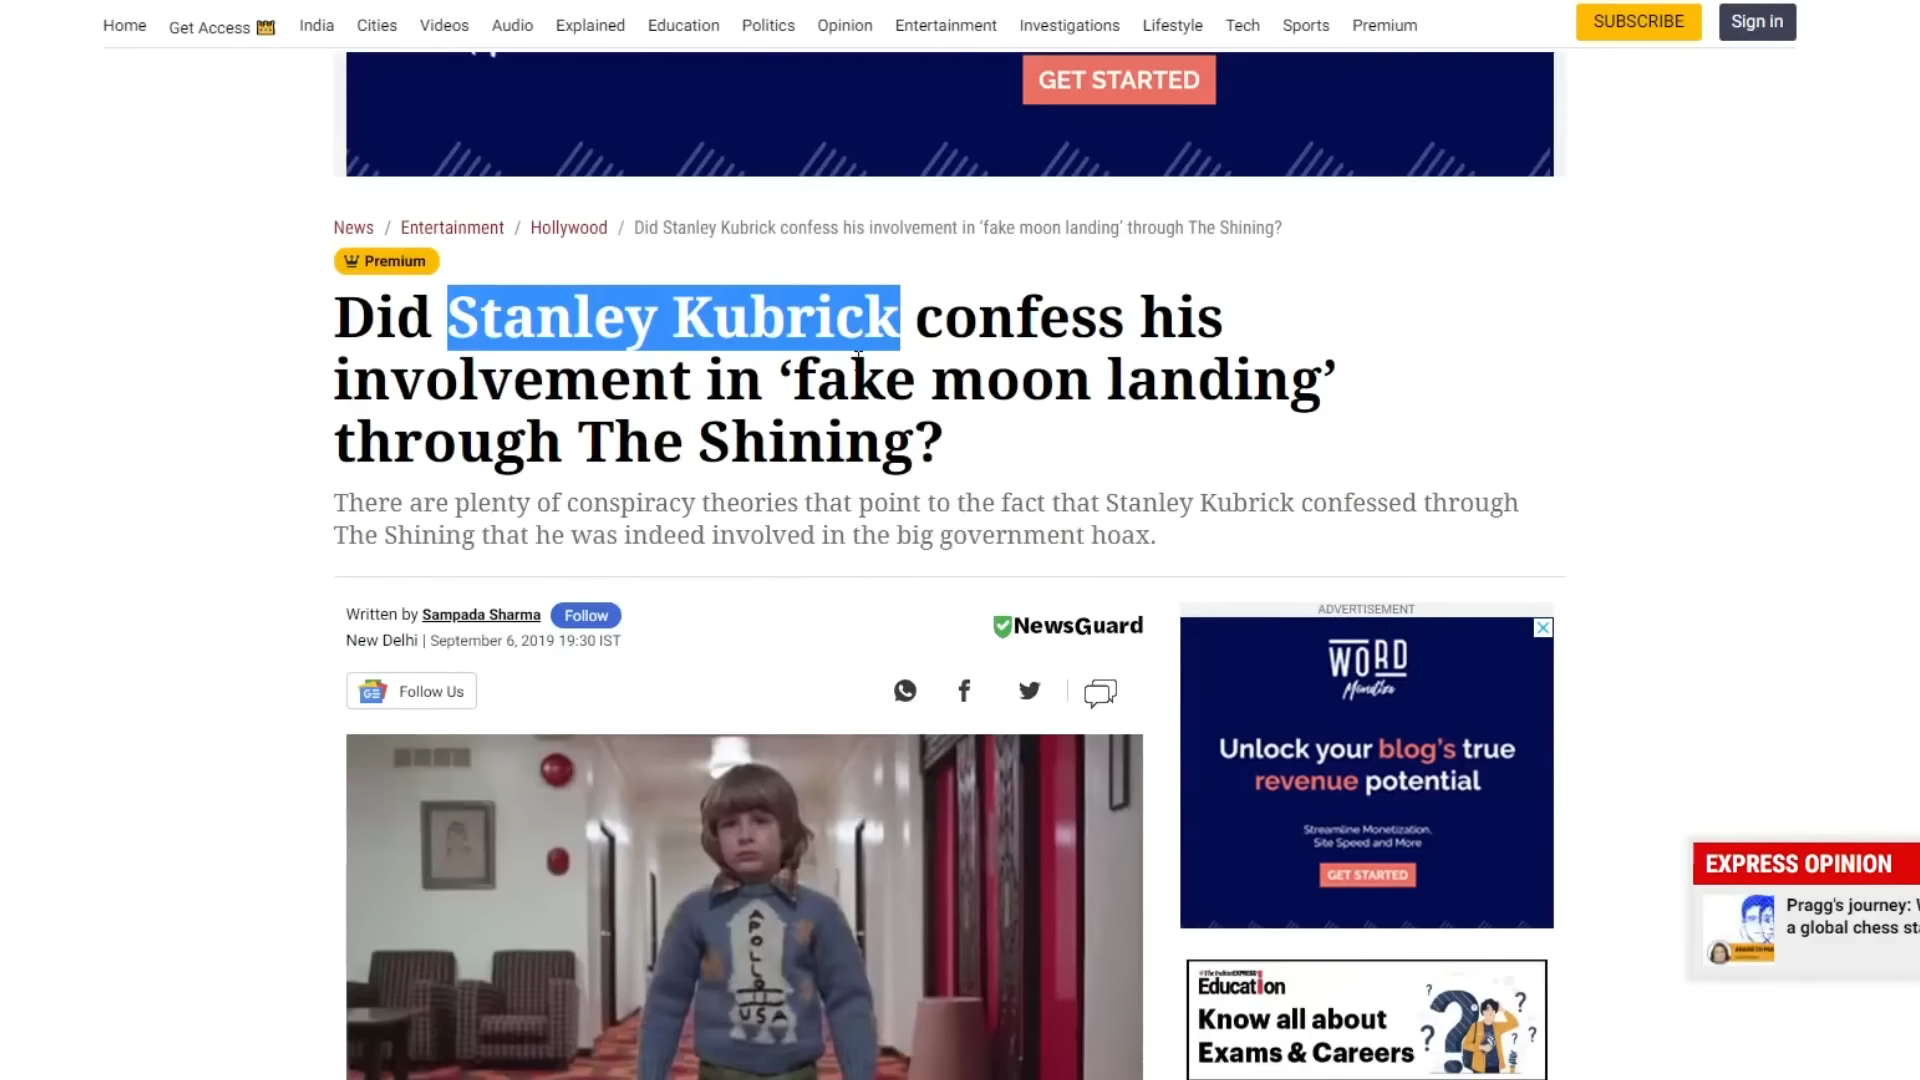 Home Get Access India Cities Videos Audio Explained Education Politics Opinion Entertainment Investigations Lifestyle Tech Sports Premium SUBSCRIBE Sign in
GET STARTED
News / Entertainment / Hollywood / Did Stanley Kubrick confess his involvement in ‘fake moon landing’ through The Shining?
Premium
Did Stanley Kubrick confess his
involvement in ‘fake moon landing’
through The Shining?
There are plenty of conspiracy theories that point to the fact that Stanley Kubrick confessed through
The Shining that he was indeed involved in the big government hoax.
Written by Sampada Sharma Follow
New Delhi | September 6, 2019 19:30 IST
NewsGuard
Follow Us
APOLLO
USA
ADVERTISEMENT
WORD
Monetize
Unlock your blog's true
revenue potential
Streamline Monetization,
Site Speed and More
GET STARTED
The Indian EXPRESS
Education
Know all about
Exams & Careers
EXPRESS OPINION
Pragg's journey:
a global chess